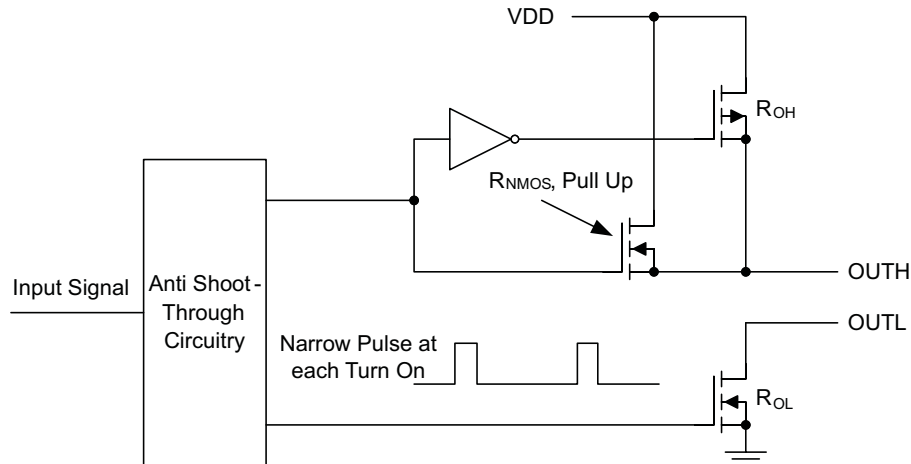 VDD
ROH
RNMOS, Pull Up
Input Signal
Anti Shoot-
Through
Circuitry
OUTH
OUTL
Narrow Pulse at
each Turn On
ROL